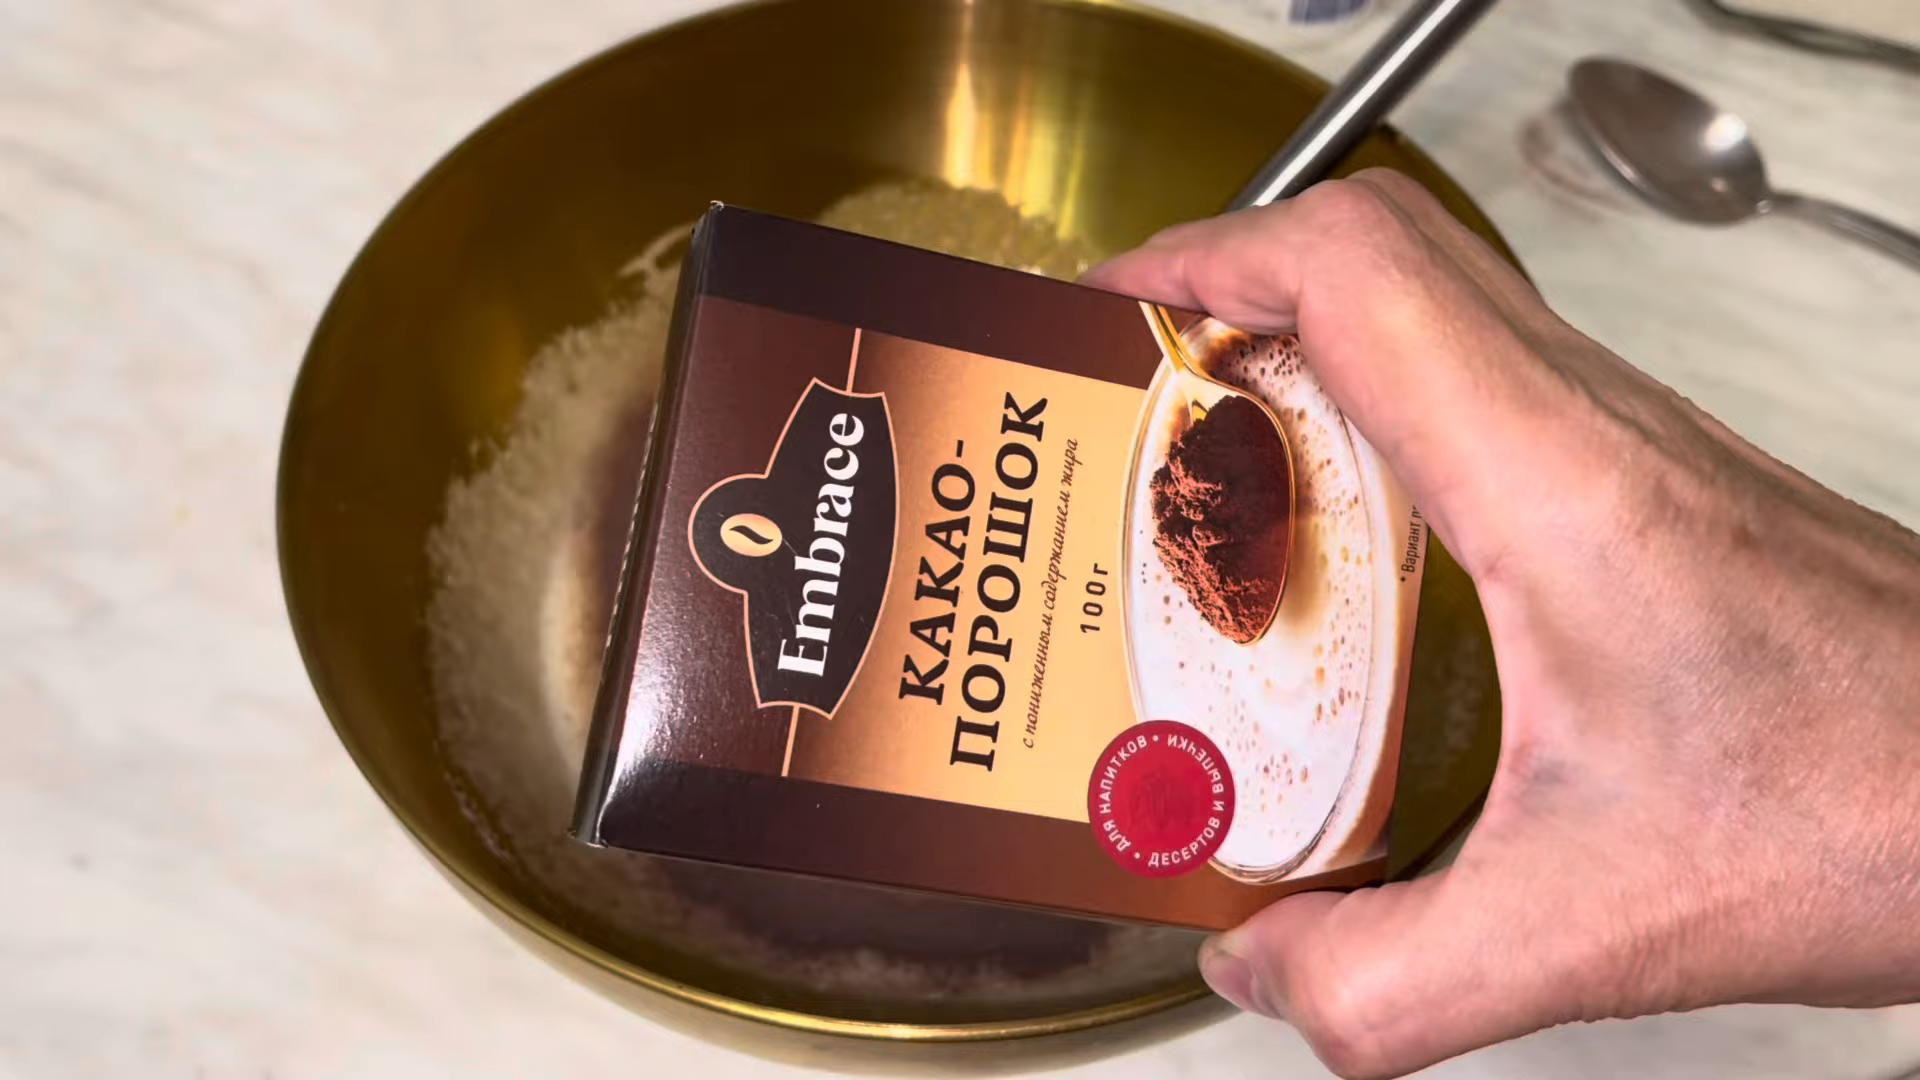 Embrace
КАКАО-
ПОРОШОК
с пониженным содержанием жира
100г
ДЛЯ НАПИТКОВ • ДЕСЕРТОВ И ВЫПЕЧКИ •
* Вариант